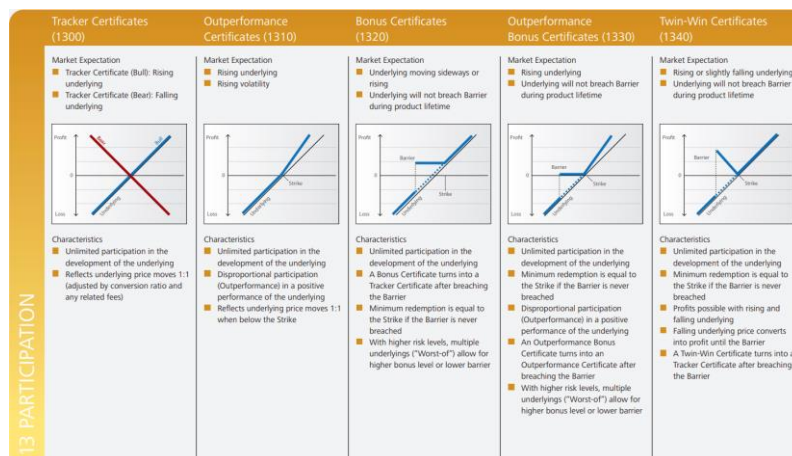 13 PARTICIPATION
Tracker Certificates
(1300)
Market Expectation
Tracker Certificate (Bull): Rising
underlying
Tracker Certificate (Bear): Falling
underlying
Profit
0
Loss
Bear
Bull
Underlying
Characteristics
Unlimited participation in the
development of the underlying
Reflects underlying price moves 1:1
(adjusted by conversion ratio and
any related fees)
Outperformance
Certificates (1310)
Market Expectation
Rising underlying
Rising volatility
Profit
0
Loss
Strike
Underlying
Characteristics
Unlimited participation in the
development of the underlying
Disproportional participation
(Outperformance) in a positive
performance of the underlying
Reflects underlying price moves 1:1
when below the Strike
Bonus Certificates
(1320)
Market Expectation
Underlying moving sideways or
rising
Underlying will not breach Barrier
during product lifetime
Profit
Barrier
0
Strike
Loss
Underlying
Characteristics
Unlimited participation in the
development of the underlying
A Bonus Certificate turns into a
Tracker Certificate after breaching
the Barrier
Minimum redemption is equal to
the Strike if the Barrier is never
breached
With higher risk levels, multiple
underlyings ("Worst-of") allow for
higher bonus level or lower barrier
Outperformance
Bonus Certificates (1330)
Market Expectation
Rising underlying
Underlying will not breach Barrier
during product lifetime
Profit
Barrier
0
Strike
Loss
Underlying
Characteristics
Unlimited participation in the
development of the underlying
Minimum redemption is equal to
the Strike if the Barrier is never
breached
Disproportional participation
(Outperformance) in a positive
performance of the underlying
An Outperformance Bonus
Certificate turns into an
Outperformance Certificate after
breaching the Barrier
With higher risk levels, multiple
underlyings ("Worst-of") allow for
higher bonus level or lower barrier
Twin-Win Certificates
(1340)
Market Expectation
Rising or slightly falling underlying
Underlying will not breach Barrier
during product lifetime
Profit
Barrier
0
Strike
Loss
Underlying
Characteristics
Unlimited participation in the
development of the underlying
Minimum redemption is equal to
the Strike if the Barrier is never
breached
Profits possible with rising and
falling underlying
Falling underlying price converts
into profit until the Barrier
A Twin-Win Certificate turns into a
Tracker Certificate after breaching
the Barrier